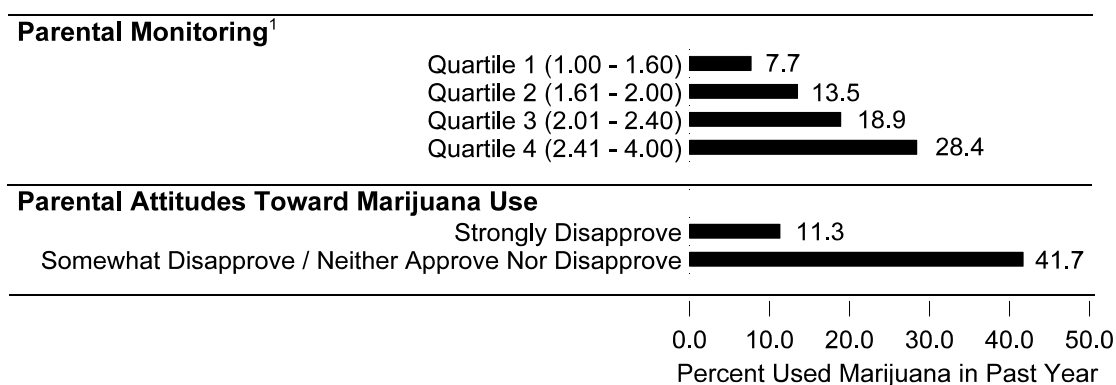 Parental Monitoring¹
Quartile 1 (1.00 - 1.60) 7.7
Quartile 2 (1.61 - 2.00) 13.5
Quartile 3 (2.01 - 2.40) 18.9
Quartile 4 (2.41 - 4.00) 28.4
Parental Attitudes Toward Marijuana Use
Strongly Disapprove 11.3
Somewhat Disapprove / Neither Approve Nor Disapprove 41.7
0.0 10.0 20.0 30.0 40.0 50.0
Percent Used Marijuana in Past Year